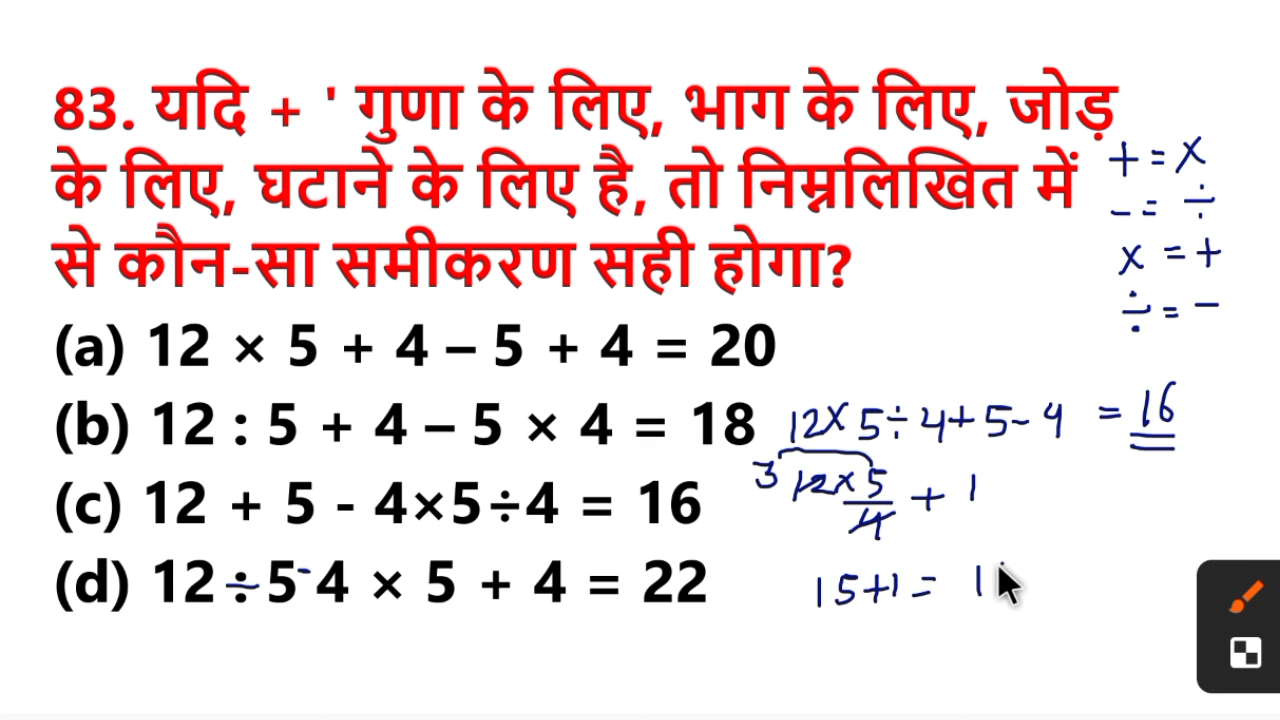 83. यदि + ' गुणा के लिए, भाग के लिए, जोड़
के लिए, घटाने के लिए है, तो निम्नलिखित में
से कौन-सा समीकरण सही होगा?
+ = x
- = ÷
x = +
÷ = -
(a) 12 × 5 + 4 – 5 + 4 = 20
(b) 12 : 5 + 4 – 5 × 4 = 18
12 x 5 ÷ 4 + 5 - 4 = 16
(c) 12 + 5 - 4×5÷4 = 16
3 12 x 5 + 1
4
(d) 12 ÷ 5 - 4 × 5 + 4 = 22
15 + 1 = 1